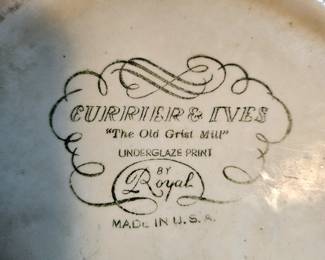 CURRIER & IVES
"The Old Grist Mill"
UNDERGLAZE PRINT
BY
Royal
MADE IN U.S.A.